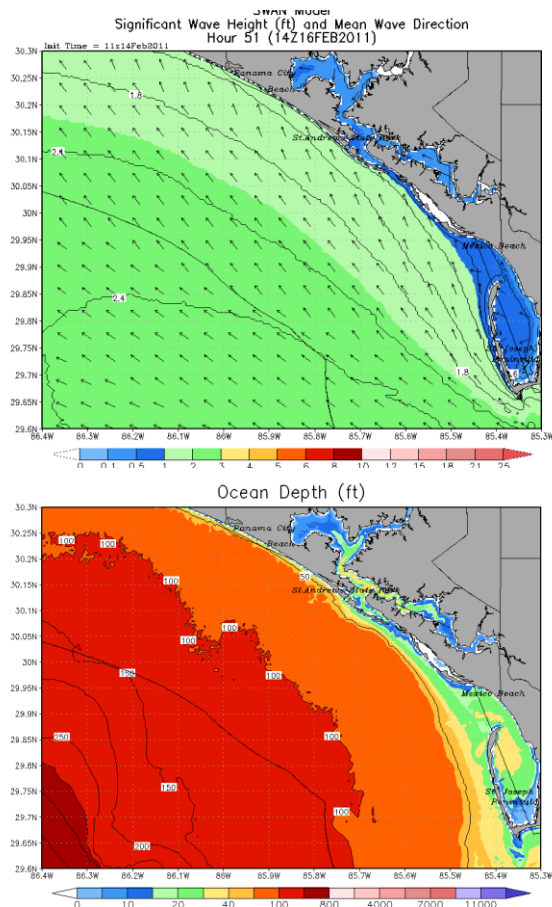 SWAN Model
Significant Wave Height (ft) and Mean Wave Direction
Hour 51 (14Z16FEB2011)
Init Time = 11z14Feb2011
30.3N
30.25N
30.2N
30.15N
30.1N
30.05N
30N
29.95N
29.9N
29.85N
29.8N
29.75N
29.7N
29.65N
29.6N
Panama City
Beach
St.Andrews State Park
Mexico Beach
St. Joseph
Peninsula
1.8
2.4
2.4
1.8
86.4W 86.3W 86.2W 86.1W 86W 85.9W 85.8W 85.7W 85.6W 85.5W 85.4W 85.3W
0 0.1 0.5 1 2 3 4 5 6 8 10 12 15 18 21 25
Ocean Depth (ft)
30.3N
30.25N
30.2N
30.15N
30.1N
30.05N
30N
29.95N
29.9N
29.85N
29.8N
29.75N
29.7N
29.65N
29.6N
Panama City
Beach
St.Andrews State Park
Mexico Beach
St. Joseph
Peninsula
100
100
100
100
100
100
100
100
50
150
250
150
200
86.4W 86.3W 86.2W 86.1W 86W 85.9W 85.8W 85.7W 85.6W 85.5W 85.4W 85.3W
0 10 20 40 100 800 4000 7000 11000